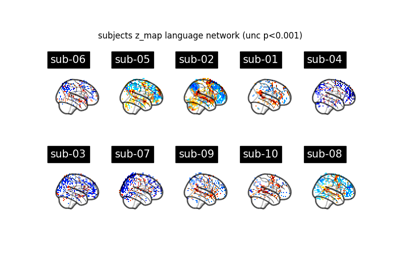 subjects z_map language network (unc p<0.001)
sub-06 sub-05 sub-02 sub-01 sub-04
sub-03 sub-07 sub-09 sub-10 sub-08